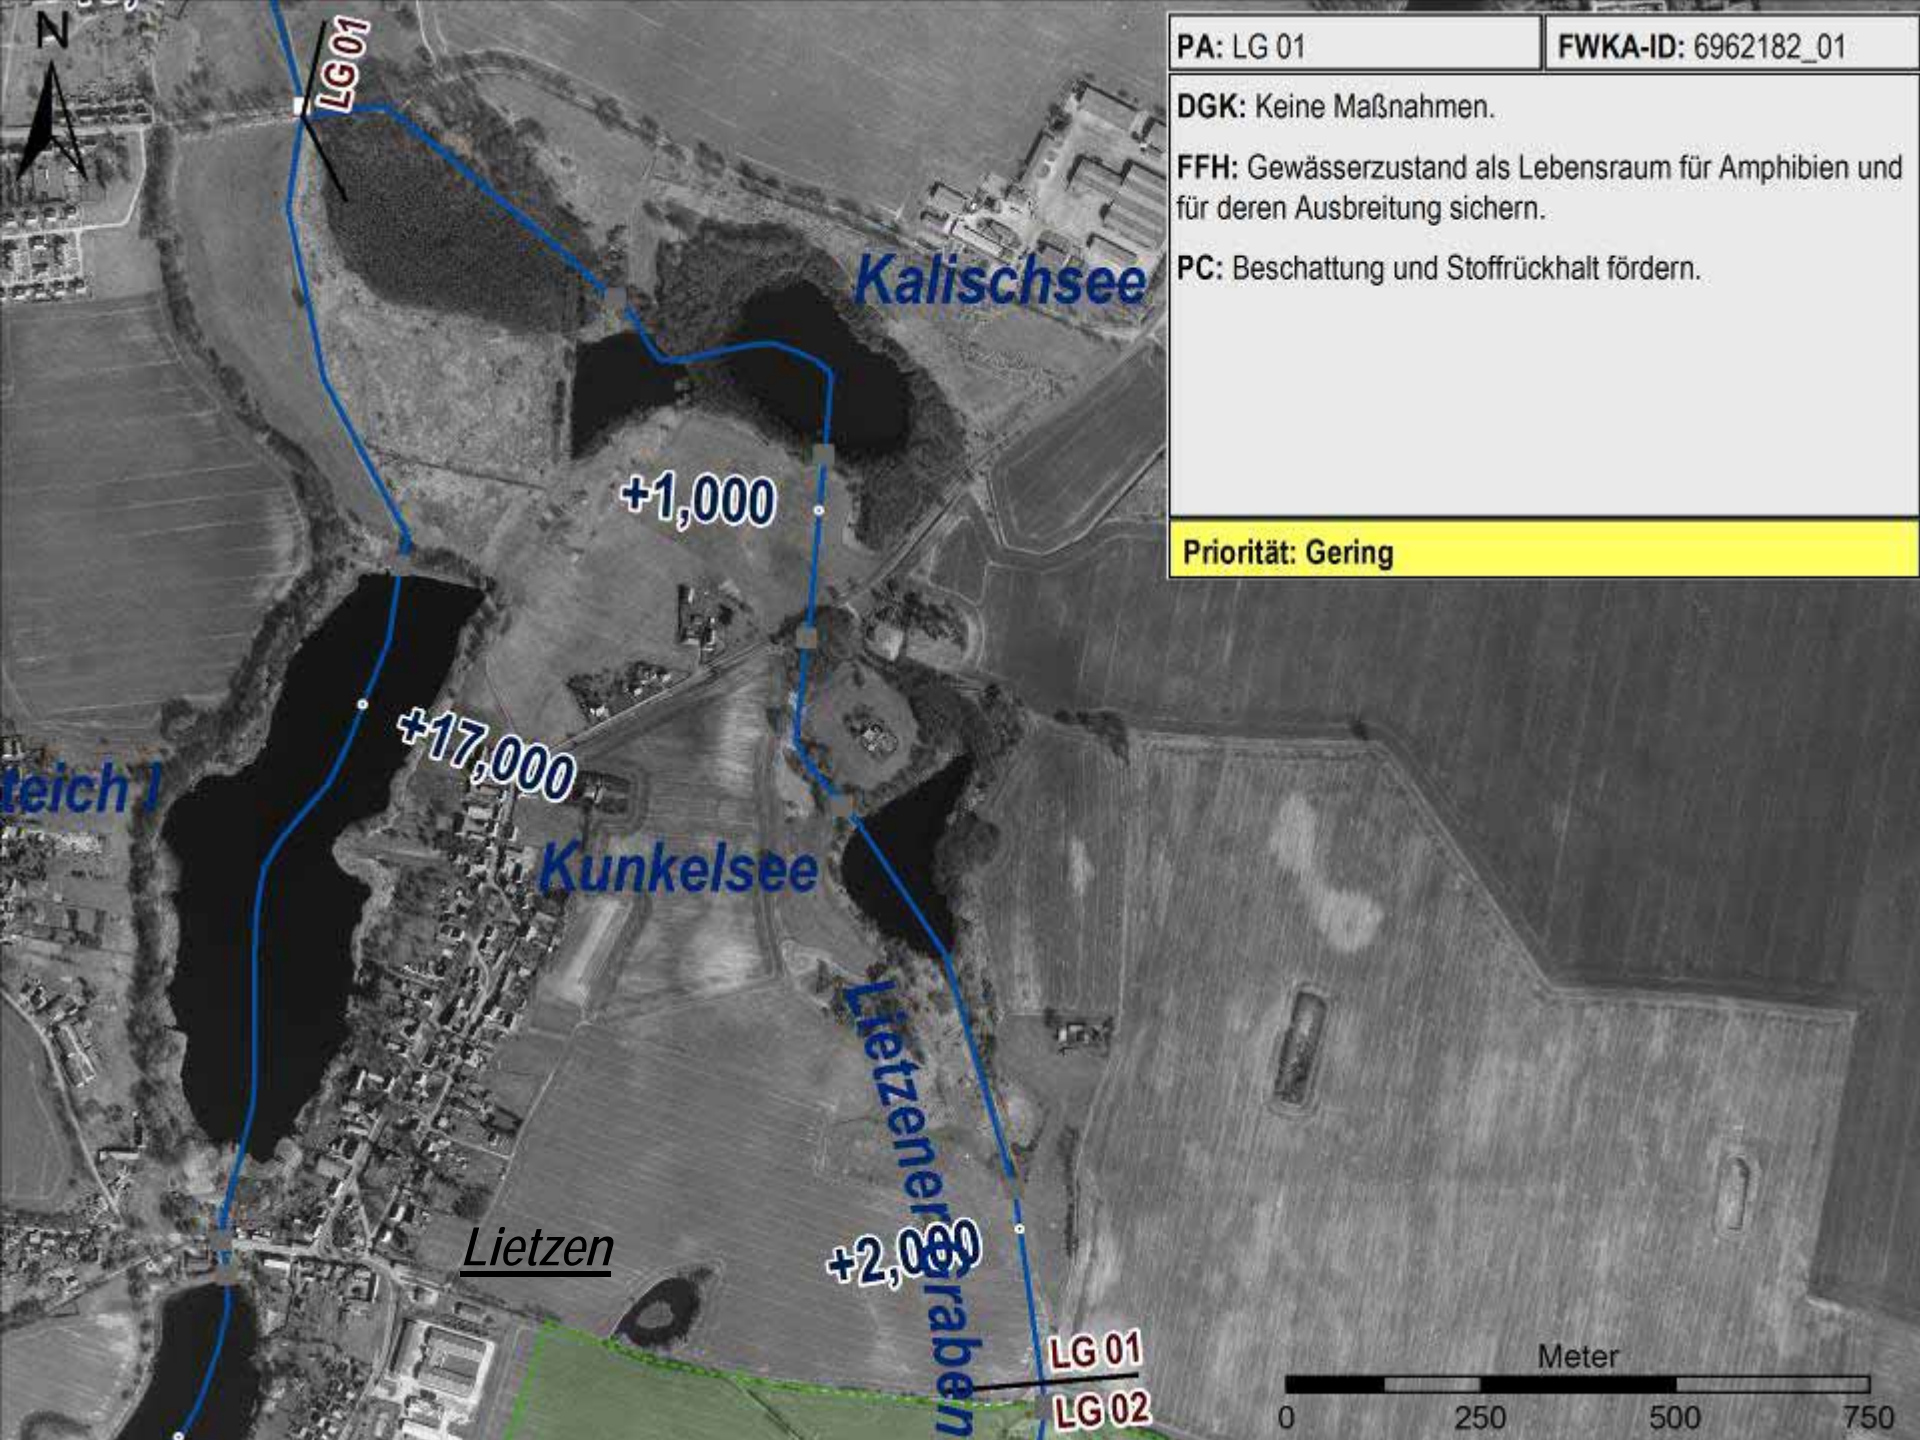 N
LG 01
PA: LG 01
FWKA-ID: 6962182_01
DGK: Keine Maßnahmen.
FFH: Gewässerzustand als Lebensraum für Amphibien und
für deren Ausbreitung sichern.
PC: Beschattung und Stoffrückhalt fördern.
Priorität: Gering
Kalischsee
+1,000
+17,000
teich I
Kunkelsee
Lietzener Graben
Lietzen
+2,000
LG 01
LG 02
Meter
0 250 500 750